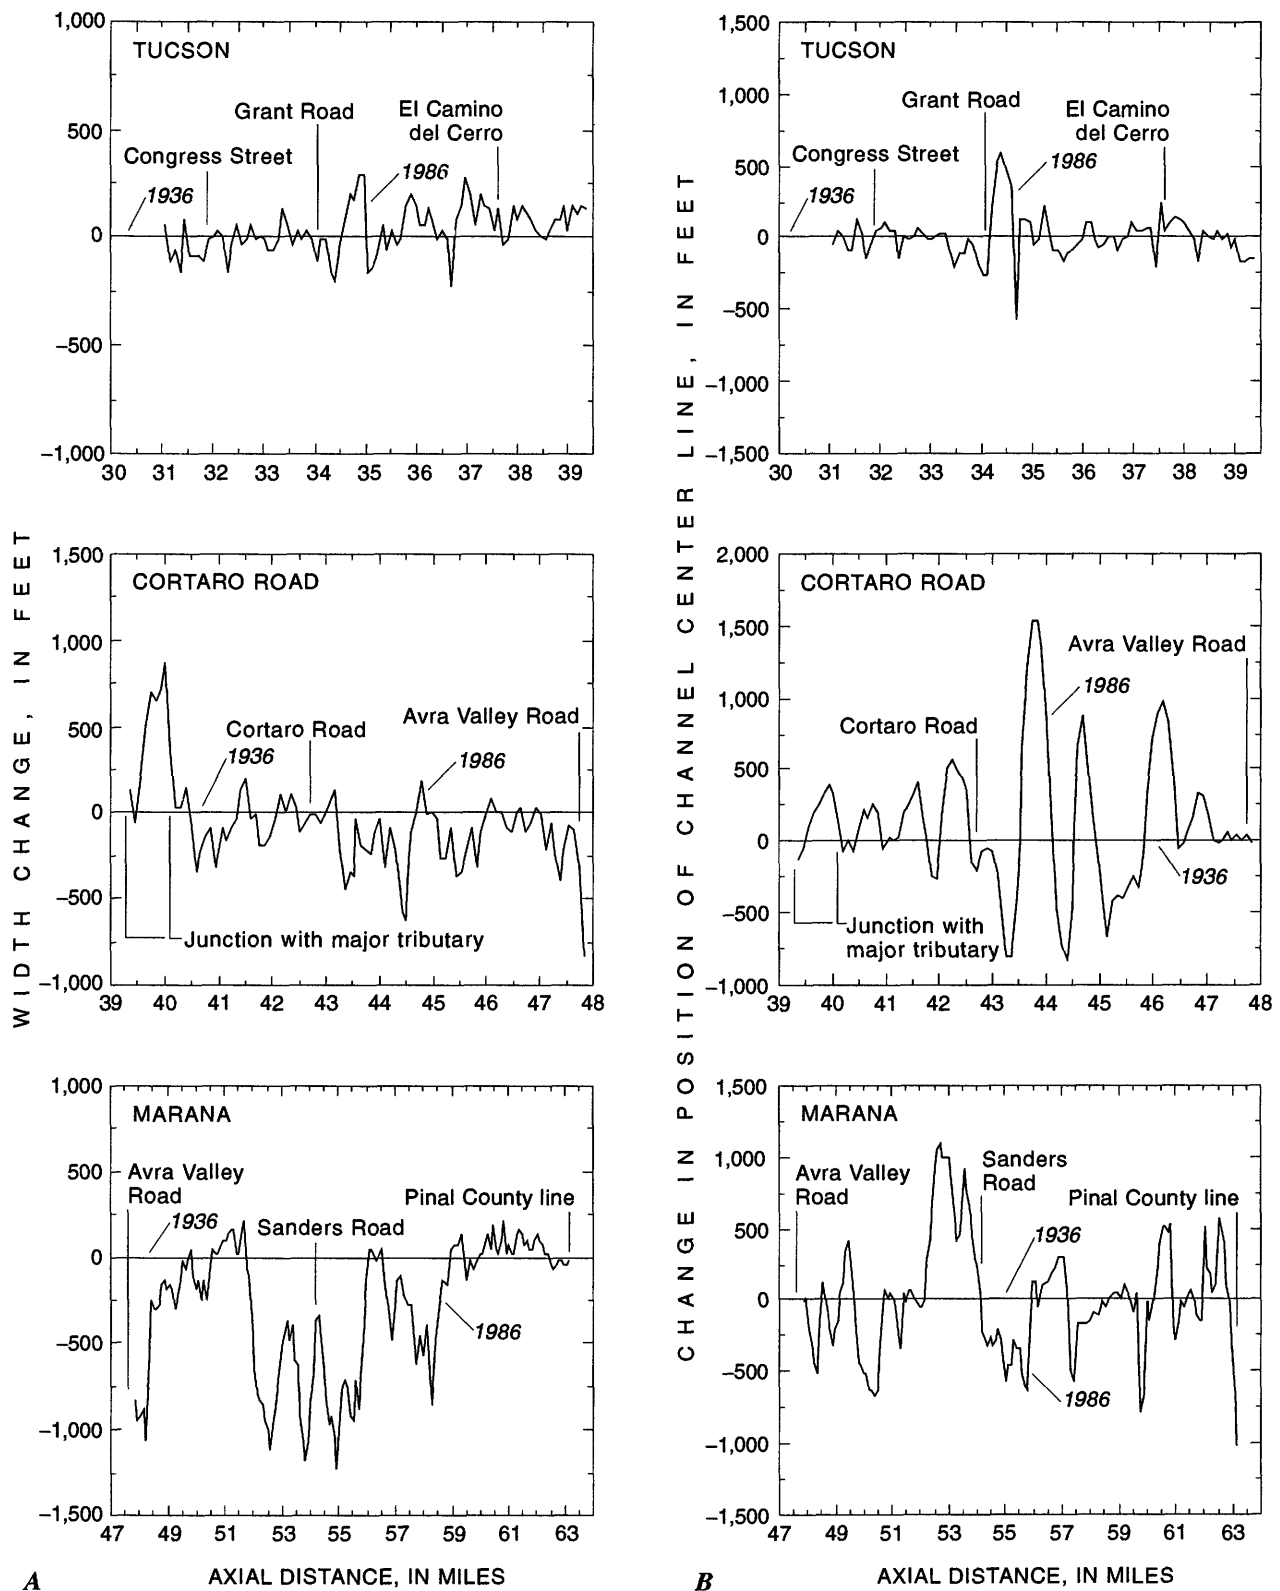 1,000
500
0
−500
−1,000
TUCSON
Grant Road
El Camino
del Cerro
Congress Street
1936
1986
30 31 32 33 34 35 36 37 38 39
WIDTH CHANGE, IN FEET
1,500
1,000
500
0
−500
−1,000
CORTARO ROAD
Cortaro Road
Avra Valley Road
1936
1986
Junction with major tributary
39 40 41 42 43 44 45 46 47 48
1,000
500
0
−500
−1,000
−1,500
MARANA
Avra Valley
Road
1936
Sanders Road
Pinal County line
1986
47 49 51 53 55 57 59 61 63
A
AXIAL DISTANCE, IN MILES
1,500
1,000
500
0
−500
−1,000
−1,500
TUCSON
Grant Road
El Camino
del Cerro
Congress Street
1986
1936
30 31 32 33 34 35 36 37 38 39
CHANGE IN POSITION OF CHANNEL CENTER LINE, IN FEET
2,000
1,500
1,000
500
0
−500
−1,000
CORTARO ROAD
Avra Valley Road
1986
Cortaro Road
1936
Junction with
major tributary
39 40 41 42 43 44 45 46 47 48
1,500
1,000
500
0
−500
−1,000
−1,500
MARANA
Avra Valley
Road
Sanders
Road
Pinal County line
1936
1986
47 49 51 53 55 57 59 61 63
B
AXIAL DISTANCE, IN MILES